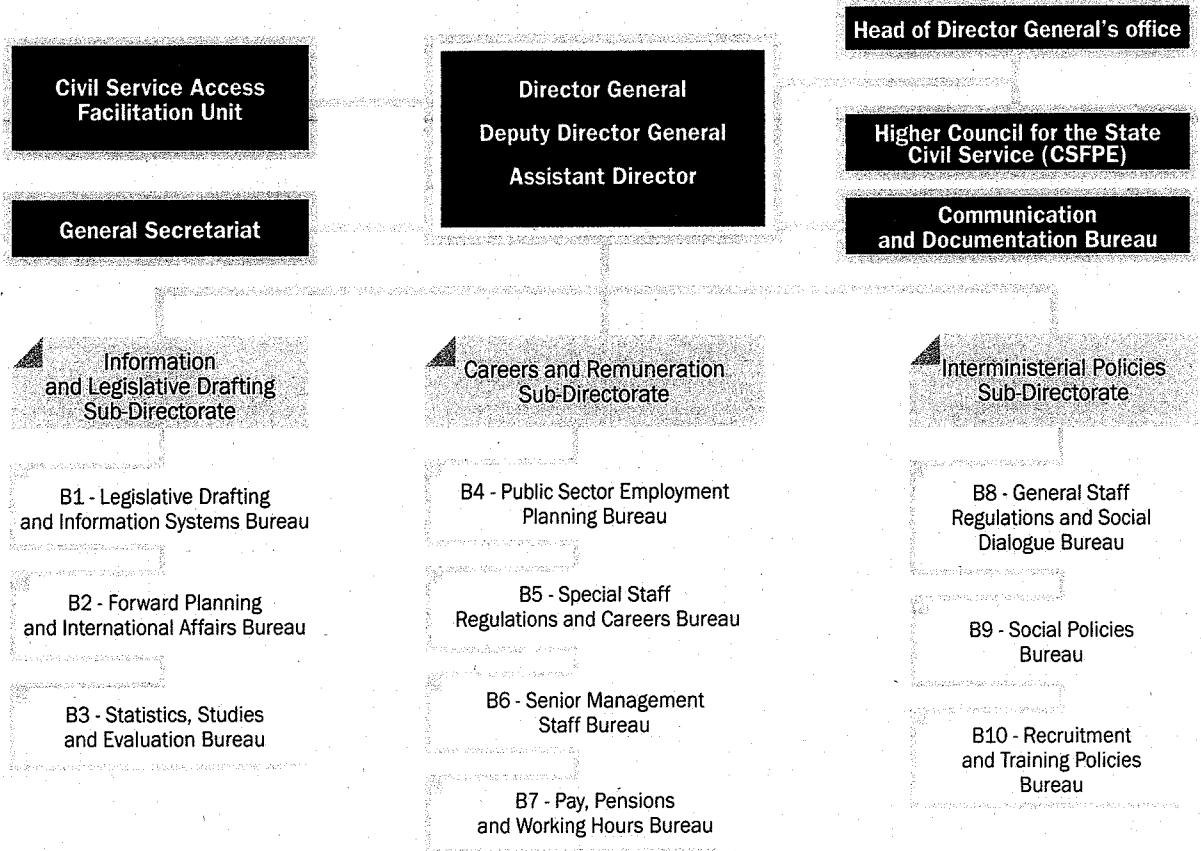 Head of Director General's office
Civil Service Access
Facilitation Unit
Director General
Deputy Director General
Assistant Director
Higher Council for the State
Civil Service (CSFPE)
General Secretariat
Communication
and Documentation Bureau
Information
and Legislative Drafting
Sub-Directorate
B1 - Legislative Drafting
and Information Systems Bureau
B2 - Forward Planning
and International Affairs Bureau
B3 - Statistics, Studies
and Evaluation Bureau
Careers and Remuneration
Sub-Directorate
B4 - Public Sector Employment
Planning Bureau
B5 - Special Staff
Regulations and Careers Bureau
B6 - Senior Management
Staff Bureau
B7 - Pay, Pensions
and Working Hours Bureau
Interministerial Policies
Sub-Directorate
B8 - General Staff
Regulations and Social
Dialogue Bureau
B9 - Social Policies
Bureau
B10 - Recruitment
and Training Policies
Bureau